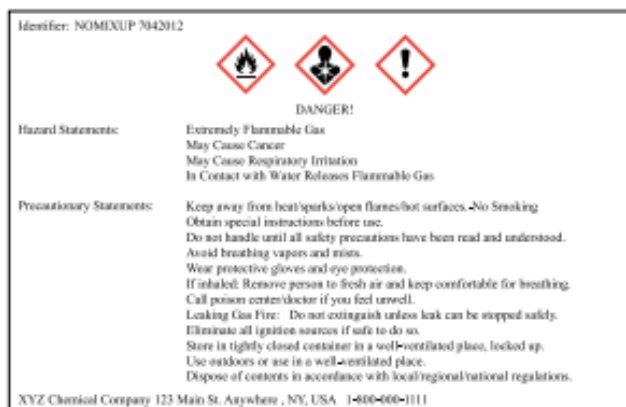 Identifier: NOMIXUP 7042012
DANGER!
Hazard Statements: Extremely Flammable Gas
May Cause Cancer
May Cause Respiratory Irritation
In Contact with Water Releases Flammable Gas
Precautionary Statements: Keep away from heat/sparks/open flames/hot surfaces.-No Smoking
Obtain special instructions before use.
Do not handle until all safety precautions have been read and understood.
Avoid breathing vapors and mists.
Wear protective gloves and eye protection.
If inhaled: Remove person to fresh air and keep comfortable for breathing.
Call poison center/doctor if you feel unwell.
Leaking Gas Fire: Do not extinguish unless leak can be stopped safely.
Eliminate all ignition sources if safe to do so.
Store in tightly closed container in a well-ventilated place, locked up.
Use outdoors or use in a well-ventilated place.
Dispose of contents in accordance with local/regional/national regulations.
XYZ Chemical Company 123 Main St. Anywhere , NY, USA 1-800-000-1111